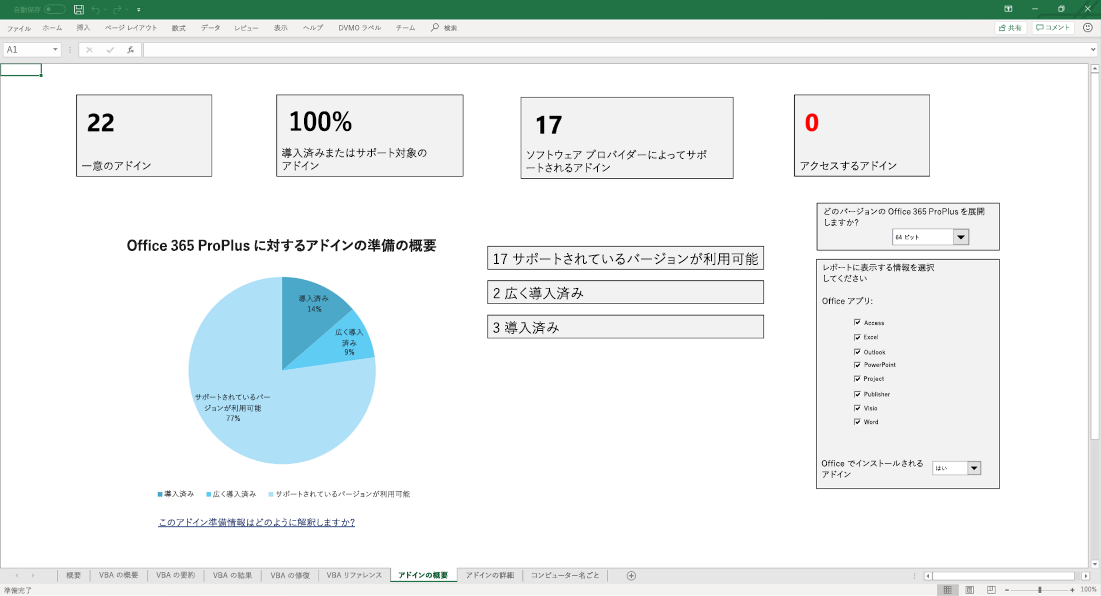 自動保存
ファイル ホーム 挿入 ページ レイアウト 数式 データ レビュー 表示 ヘルプ DVMO ラベル チーム 検索 共有 コメント
A1 fx
22
一意のアドイン
100%
導入済みまたはサポート対象の
アドイン
17
ソフトウェア プロバイダーによってサポ
ートされるアドイン
0
アクセスするアドイン
どのバージョンの Office 365 ProPlus を展開
しますか?
64 ビット
Office 365 ProPlus に対するアドインの準備の概要
導入済み
14%
広く導入
済み
9%
サポートされているバー
ジョンが利用可能
77%
導入済み 広く導入済み サポートされているバージョンが利用可能
このアドイン準備情報はどのように解釈しますか?
17 サポートされているバージョンが利用可能
2 広く導入済み
3 導入済み
レポートに表示する情報を選択
してください
Office アプリ:
Access
Excel
Outlook
PowerPoint
Project
Publisher
Visio
Word
Office でインストールされる
アドイン
はい
概要 VBA の概要 VBA の要約 VBA の結果 VBA の修復 VBA リファレンス アドインの概要 アドインの詳細 コンピューター名ごと
準備完了 100%